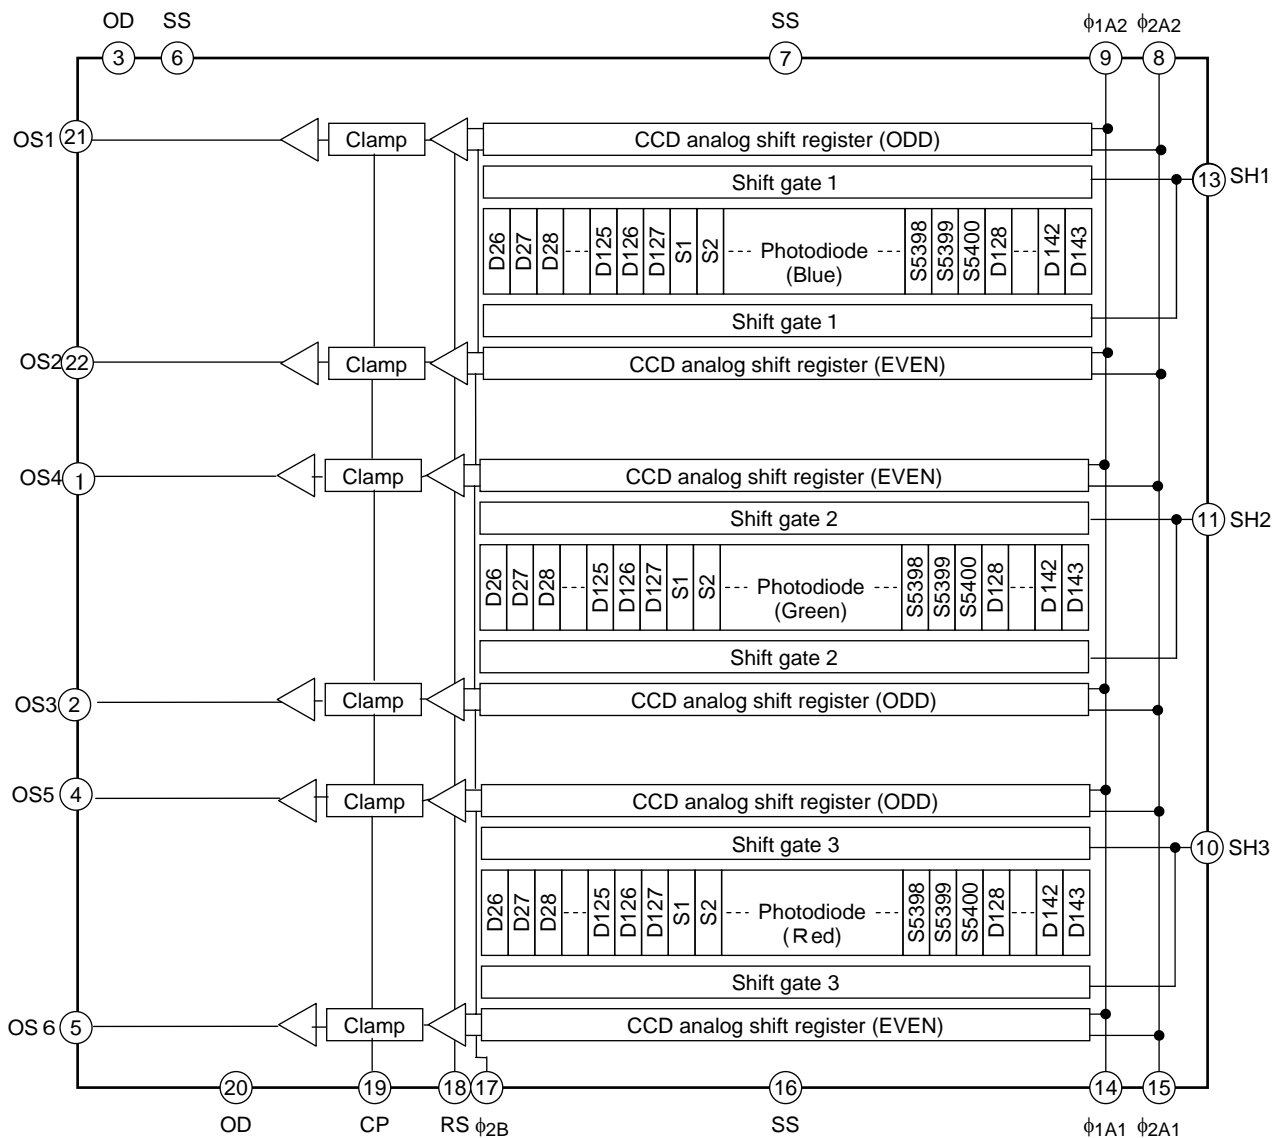 OD SS SS ϕ1A2 ϕ2A2
3 6 7 9 8
OS1 21 Clamp CCD analog shift register (ODD)
Shift gate 1 13 SH1
D26 D27 D28 ---- D125 D126 D127 S1 S2 --- Photodiode --- S5398 S5399 S5400 D128 ---- D142 D143
(Blue)
Shift gate 1
OS2 22 Clamp CCD analog shift register (EVEN)
OS4 1 Clamp CCD analog shift register (EVEN)
Shift gate 2 11 SH2
D26 D27 D28 ---- D125 D126 D127 S1 S2 --- Photodiode --- S5398 S5399 S5400 D128 ---- D142 D143
(Green)
Shift gate 2
OS3 2 Clamp CCD analog shift register (ODD)
OS5 4 Clamp CCD analog shift register (ODD)
Shift gate 3 10 SH3
D26 D27 D28 ---- D125 D126 D127 S1 S2 --- Photodiode --- S5398 S5399 S5400 D128 ---- D142 D143
(Red)
Shift gate 3
OS 6 5 Clamp CCD analog shift register (EVEN)
20 19 18 17 16 14 15
OD CP RS ϕ2B SS ϕ1A1 ϕ2A1